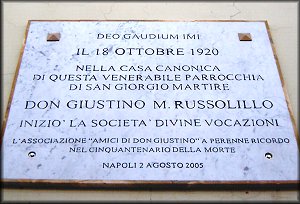 DEO GAUDIUM IMI
IL 18 OTTOBRE 1920
NELLA CASA CANONICA
DI QUESTA VENERABILE PARROCCHIA
DI SAN GIORGIO MARTIRE
DON GIUSTINO M. RUSSOLILLO
INIZIO' LA SOCIETA' DIVINE VOCAZIONI
L'ASSOCIAZIONE "AMICI DI DON GIUSTINO" A PERENNE RICORDO
NEL CINQUANTENARIO DELLA MORTE
NAPOLI 2 AGOSTO 2005